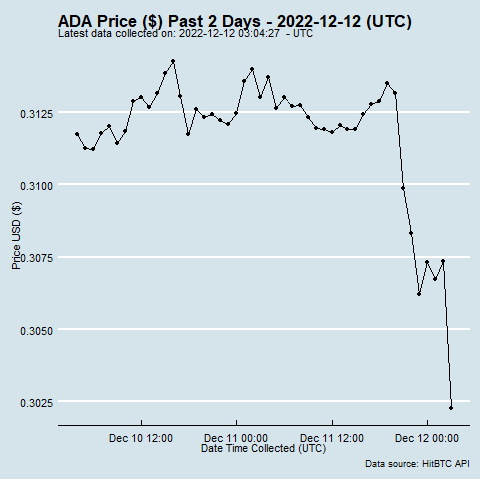 ADA Price ($) Past 2 Days - 2022-12-12 (UTC)
Latest data collected on: 2022-12-12 03:04:27  - UTC
Price USD ($)
0.3125
0.3100
0.3075
0.3050
0.3025
Dec 10 12:00 Dec 11 00:00 Dec 11 12:00 Dec 12 00:00
Date Time Collected (UTC)
Data source: HitBTC API